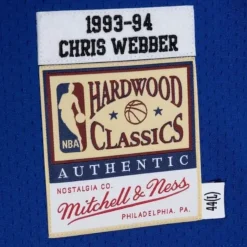 1993-94
CHRIS WEBBER
HARDWOOD
NBA
CLASSICS
AUTHENTIC
NOSTALGIA CO.
Mitchell & Ness
PHILADELPHIA, PA.
44(L)